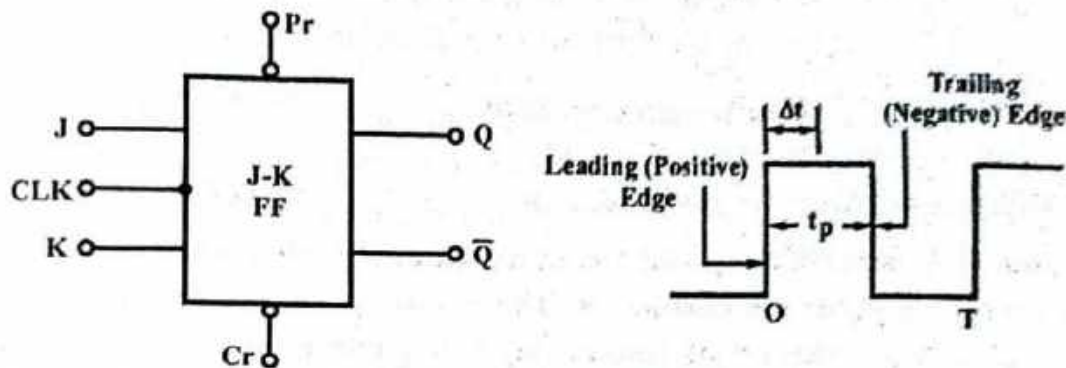 Pr
J
CLK
K
J-K
FF
Q
Q̅
Cr
Δt
Trailing
(Negative) Edge
Leading (Positive)
Edge
tp
O
T